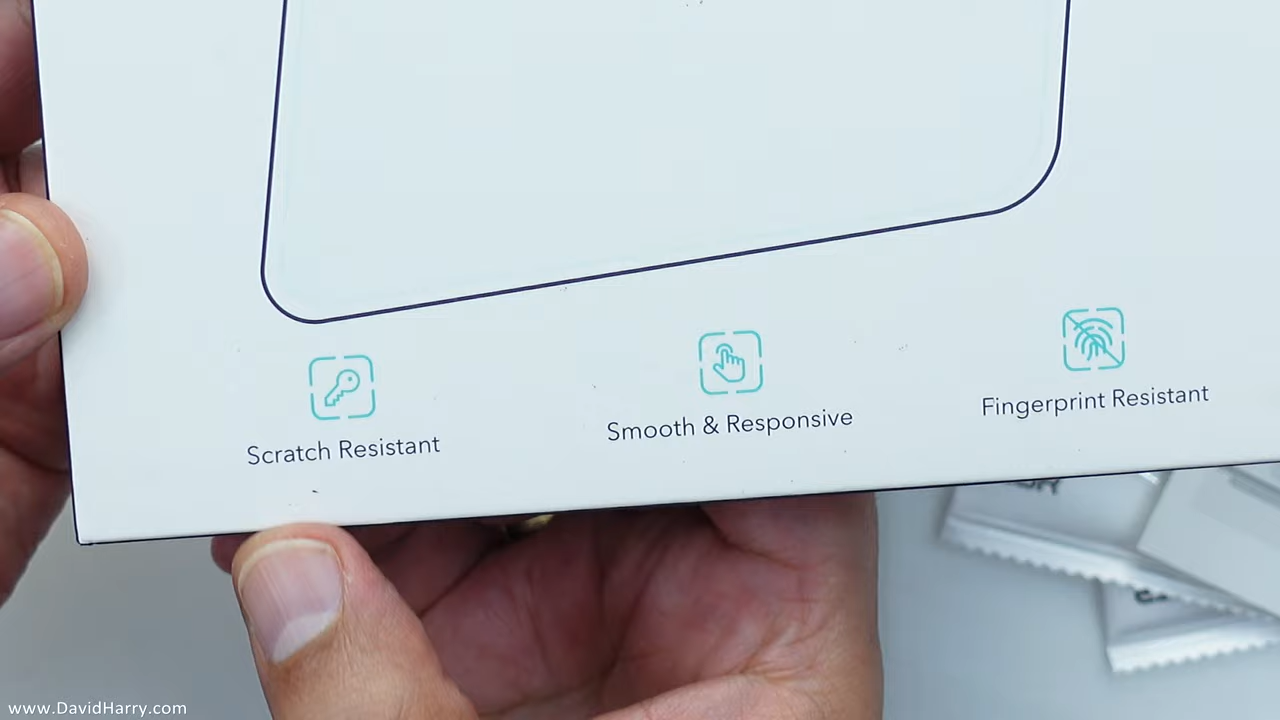 Scratch Resistant
Smooth & Responsive
Fingerprint Resistant
www.DavidHarry.com